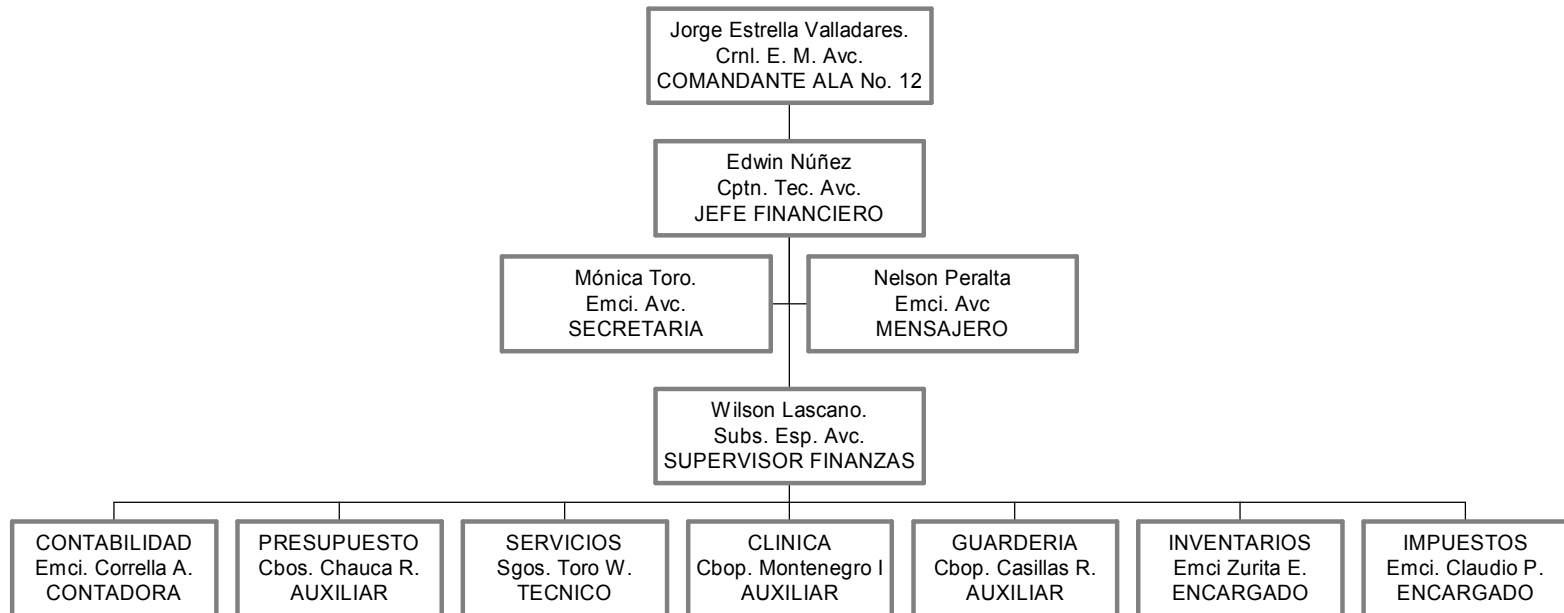 Jorge Estrella Valladares.
Crnl. E. M. Avc.
COMANDANTE ALA No. 12
Edwin Núñez
Cptn. Tec. Avc.
JEFE FINANCIERO
Mónica Toro.
Emci. Avc.
SECRETARIA
Nelson Peralta
Emci. Avc
MENSAJERO
Wilson Lascano.
Subs. Esp. Avc.
SUPERVISOR FINANZAS
CONTABILIDAD
Emci. Corrella A.
CONTADORA
PRESUPUESTO
Cbos. Chauca R.
AUXILIAR
SERVICIOS
Sgos. Toro W.
TECNICO
CLINICA
Cbop. Montenegro I
AUXILIAR
GUARDERIA
Cbop. Casillas R.
AUXILIAR
INVENTARIOS
Emci Zurita E.
ENCARGADO
IMPUESTOS
Emci. Claudio P.
ENCARGADO